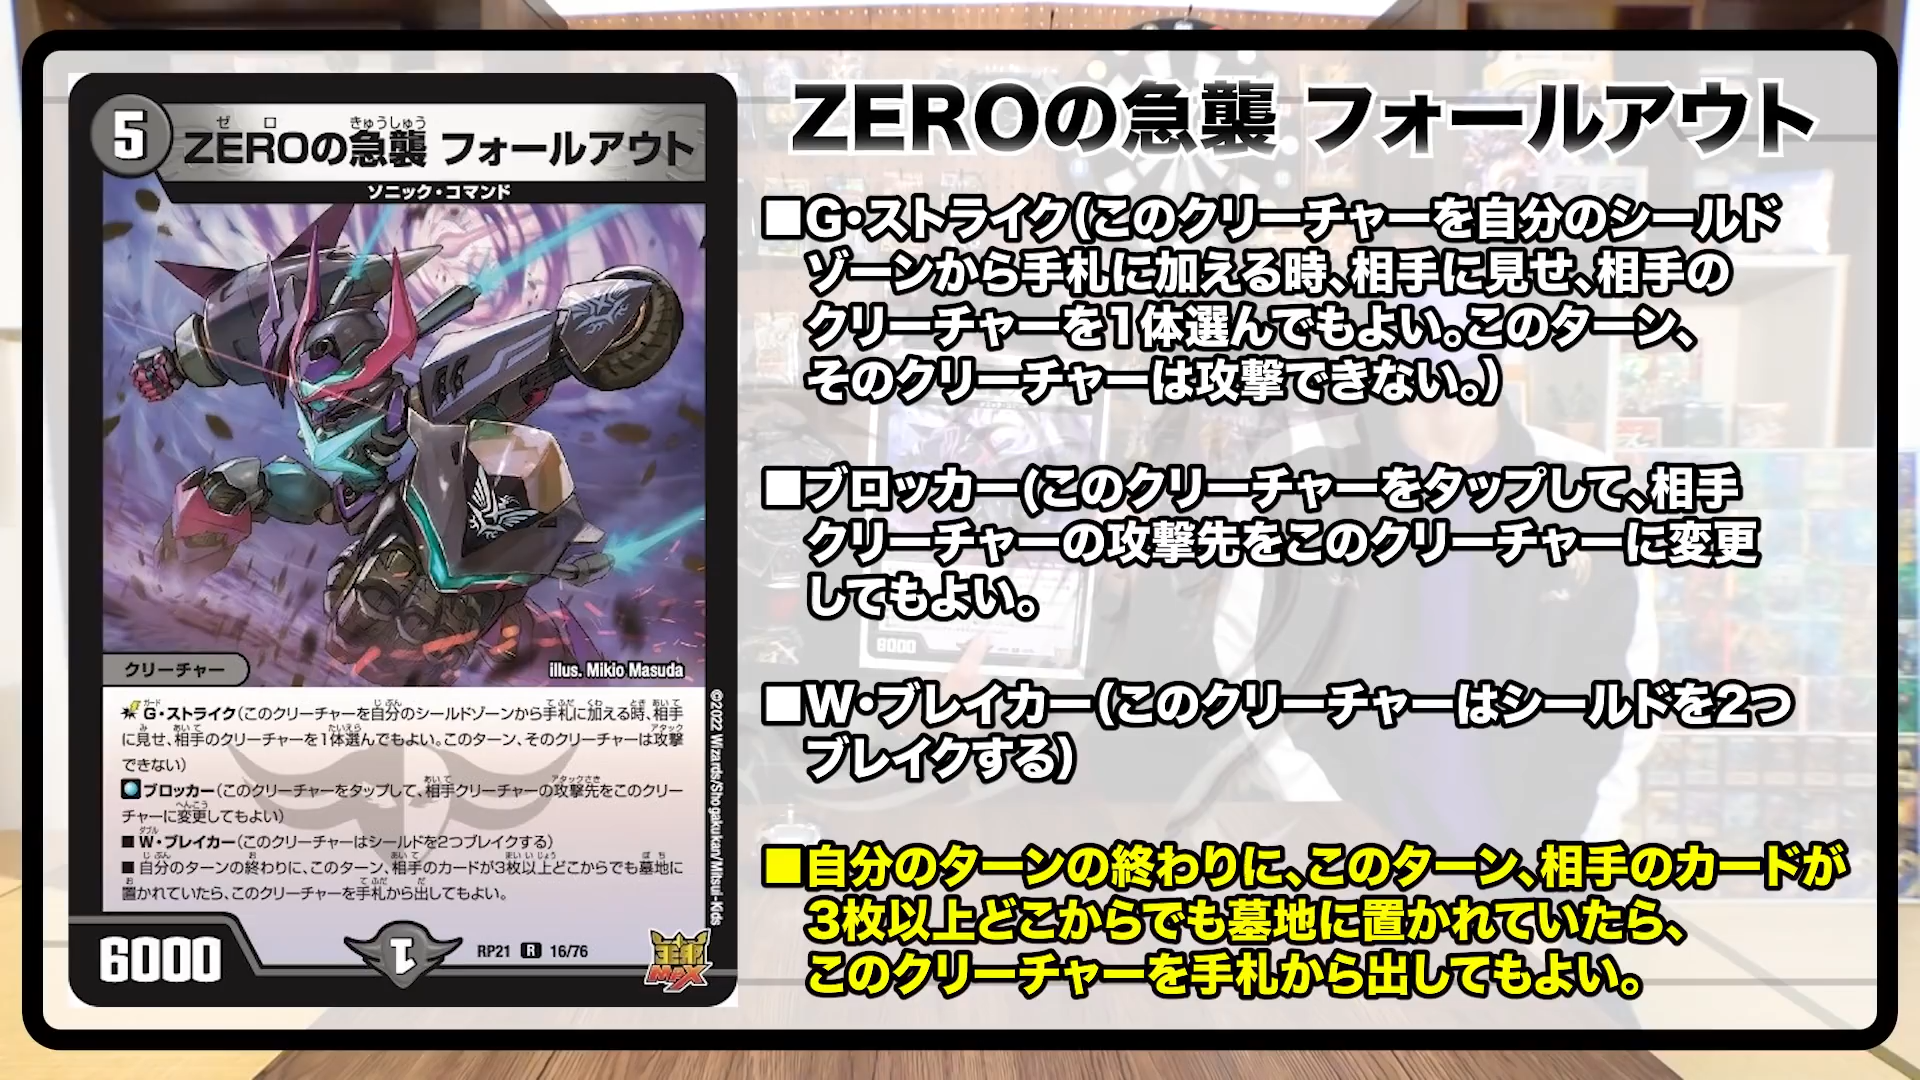 5
ゼロ
きゅうしゅう
ZEROの急襲 フォールアウト
ソニック・コマンド
クリーチャー
illus. Mikio Masuda
G・ストライク(このクリーチャーを自分のシールドゾーンから手札に加える時、相手
に見せ、相手のクリーチャーを1体選んでもよい。このターン、そのクリーチャーは攻撃
できない)
ブロッカー(このクリーチャーをタップして、相手クリーチャーの攻撃先をこのクリー
チャーに変更してもよい)
■W・ブレイカー(このクリーチャーはシールドを2つブレイクする)
■自分のターンの終わりに、このターン、相手のカードが3枚以上どこからでも墓地に
置かれていたら、このクリーチャーを手札から出してもよい。
©2022 Wizards/Shogakukan/Mitsui-Kids
6000
1
RP21 R 16/76
王来
MAX
ZEROの急襲 フォールアウト
■G・ストライク(このクリーチャーを自分のシールド
ゾーンから手札に加える時、相手に見せ、相手の
クリーチャーを1体選んでもよい。このターン、
そのクリーチャーは攻撃できない。)
■ブロッカー(このクリーチャーをタップして、相手
クリーチャーの攻撃先をこのクリーチャーに変更
してもよい。
■W・ブレイカー(このクリーチャーはシールドを2つ
ブレイクする)
■自分のターンの終わりに、このターン、相手のカードが
3枚以上どこからでも墓地に置かれていたら、
このクリーチャーを手札から出してもよい。
6000